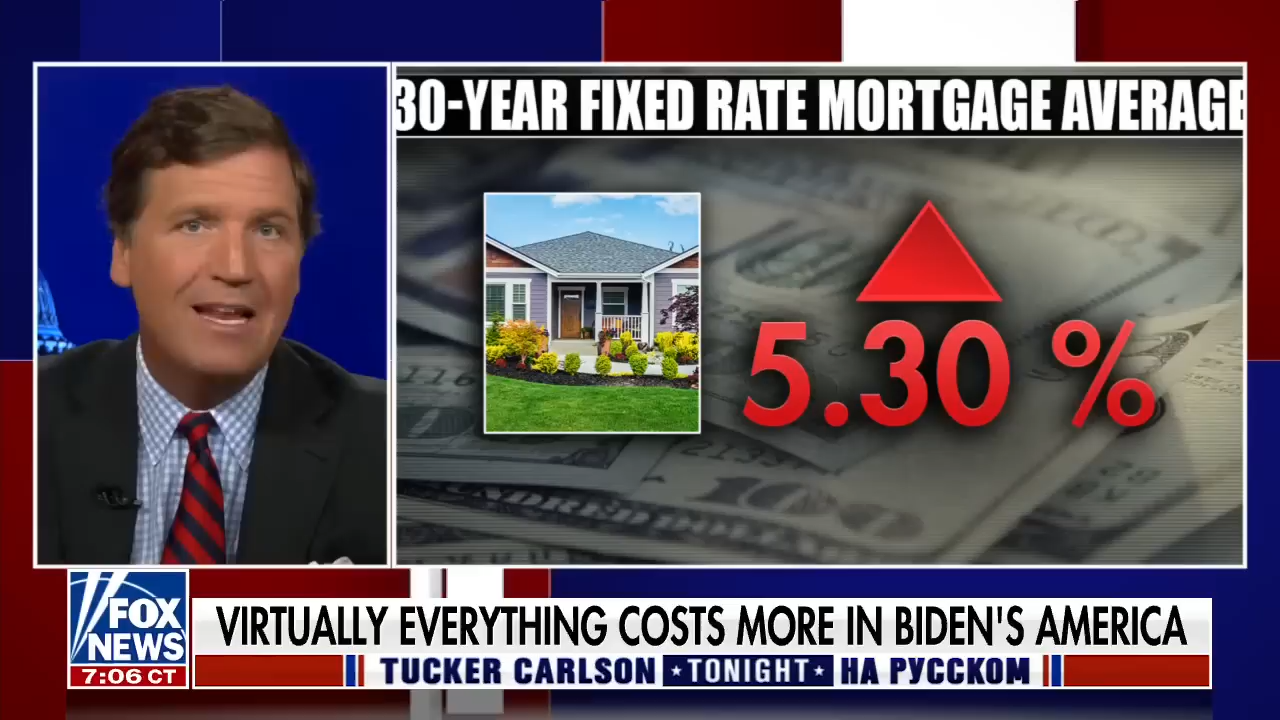 30-YEAR FIXED RATE MORTGAGE AVERAGE
5.30 %
100
FOX
NEWS
7:06 CT
VIRTUALLY EVERYTHING COSTS MORE IN BIDEN'S AMERICA
TUCKER CARLSON ★TONIGHT★ НА РУССКОМ